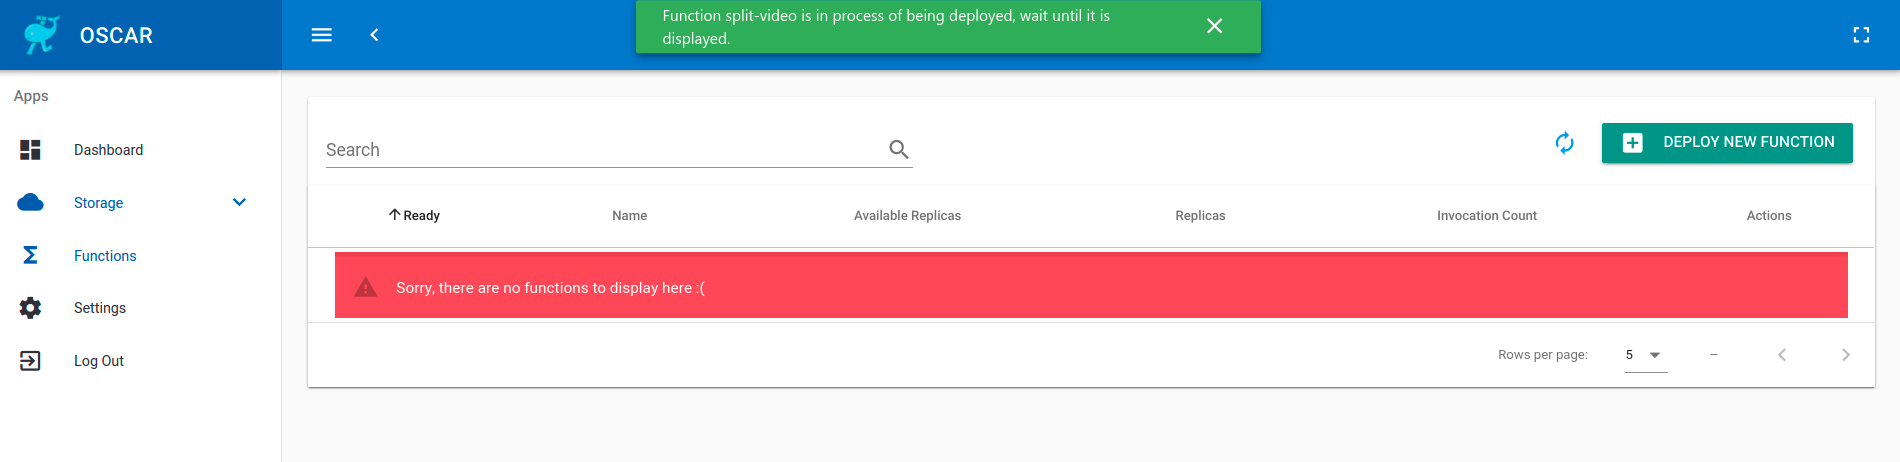 OSCAR
Function split-video is in process of being deployed, wait until it is
displayed.
Apps
Dashboard
Storage
Functions
Settings
Log Out
Search
DEPLOY NEW FUNCTION
Ready Name Available Replicas Replicas Invocation Count Actions
Sorry, there are no functions to display here :(
Rows per page: 5 –